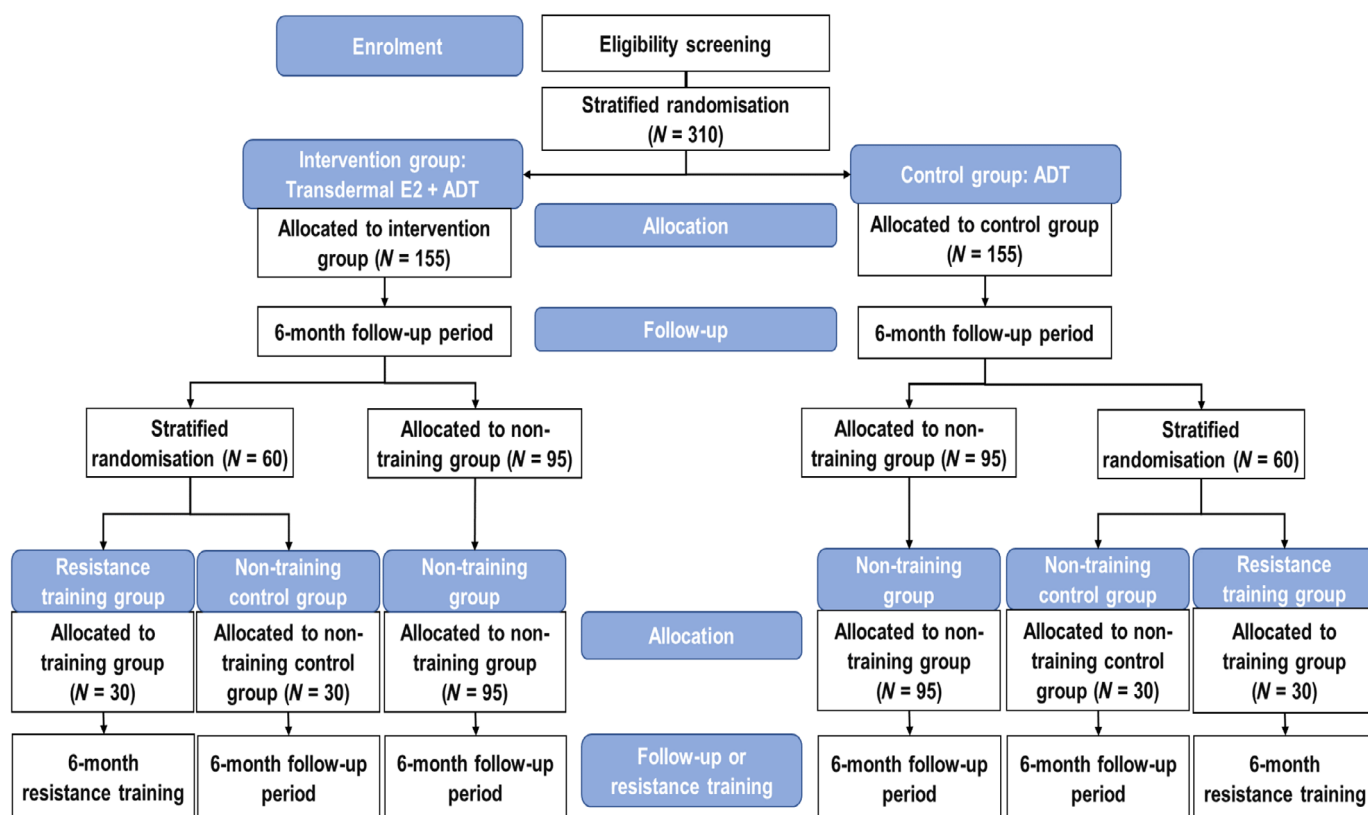 Enrolment
Eligibility screening
Stratified randomisation
(N = 310)
Intervention group:
Transdermal E2 + ADT
Control group: ADT
Allocated to intervention
group (N = 155)
Allocation
Allocated to control group
(N = 155)
6-month follow-up period
Follow-up
6-month follow-up period
Stratified
randomisation (N = 60)
Allocated to non-
training group (N = 95)
Allocated to non-
training group (N = 95)
Stratified
randomisation (N = 60)
Resistance
training group
Non-training
control group
Non-training
group
Non-training
group
Non-training
control group
Resistance
training group
Allocated to
training group
(N = 30)
Allocated to non-
training control
group (N = 30)
Allocated to non-
training group
(N = 95)
Allocation
Allocated to non-
training group
(N = 95)
Allocated to non-
training control
group (N = 30)
Allocated to
training group
(N = 30)
6-month
resistance training
6-month follow-up
period
6-month follow-up
period
Follow-up or
resistance training
6-month follow-up
period
6-month follow-up
period
6-month
resistance training